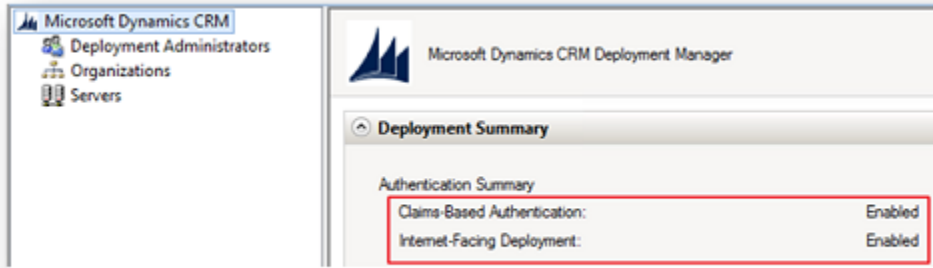 Microsoft Dynamics CRM
Deployment Administrators
Organizations
Servers
Microsoft Dynamics CRM Deployment Manager
Deployment Summary
Authentication Summary
Claims-Based Authentication: Enabled
Internet-Facing Deployment: Enabled